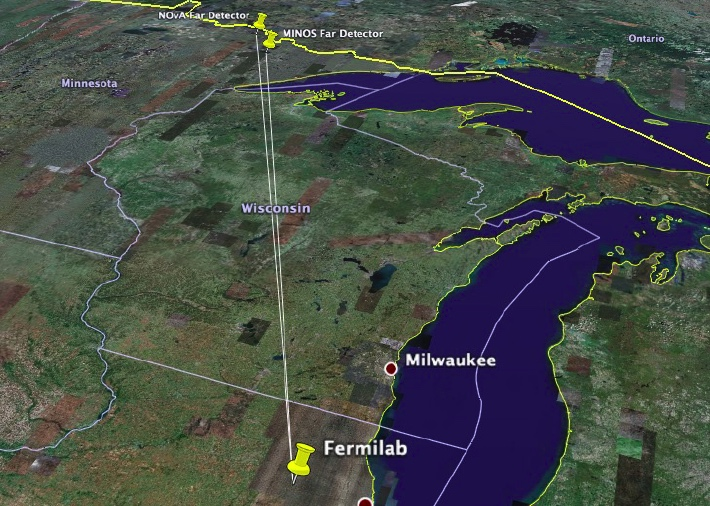 NOvA Far Detector
MINOS Far Detector
Ontario
Minnesota
Wisconsin
Milwaukee
Fermilab